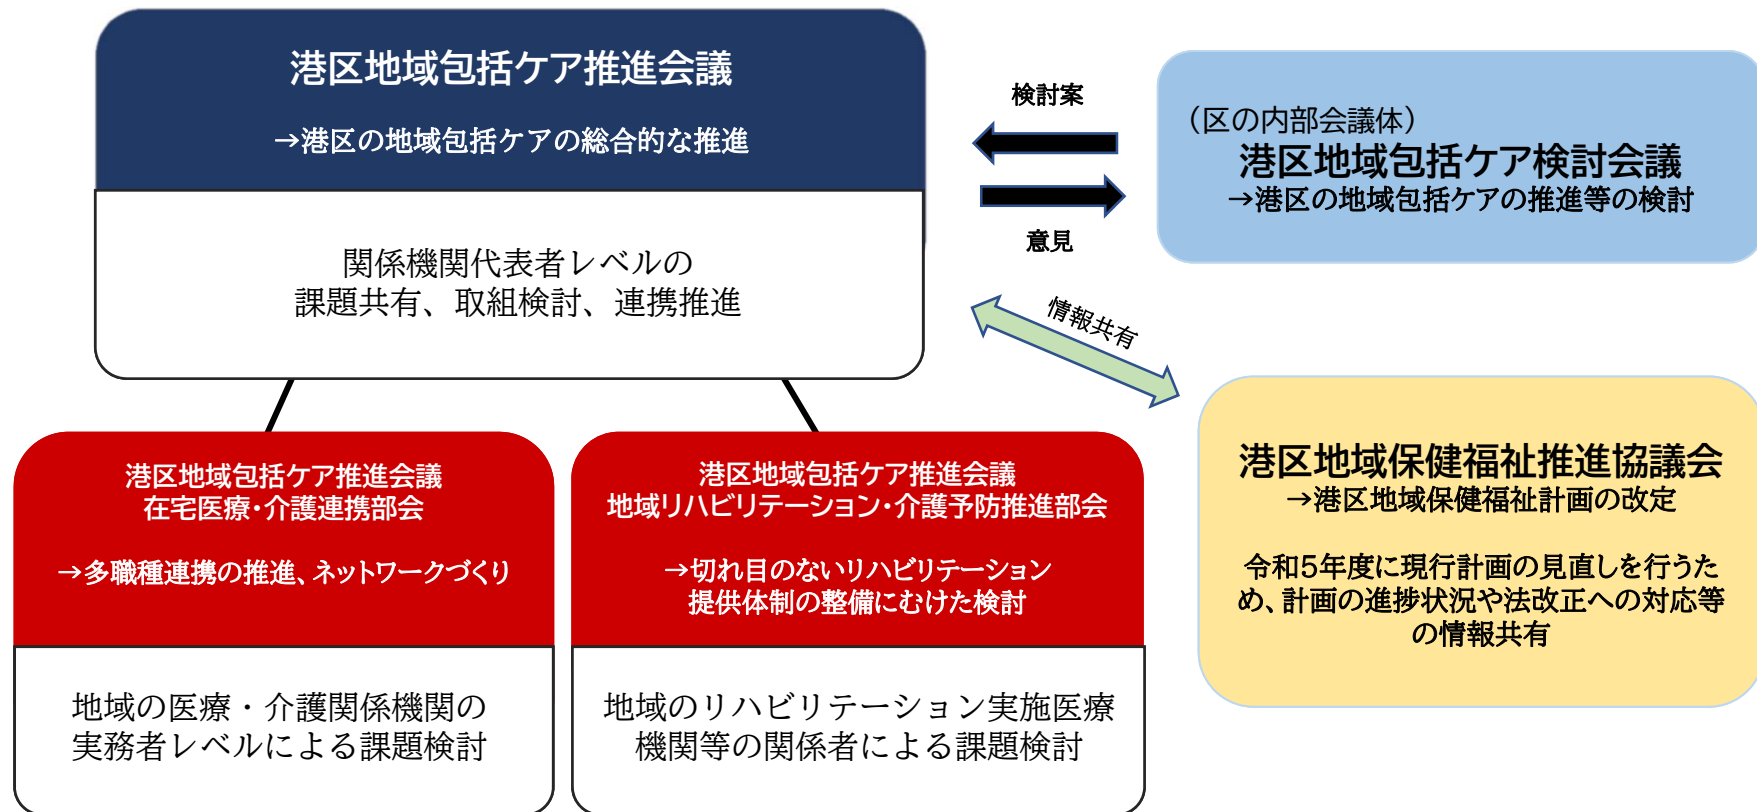 港区地域包括ケア推進会議
→港区の地域包括ケアの総合的な推進
関係機関代表者レベルの
課題共有、取組検討、連携推進
検討案
意見
（区の内部会議体）
港区地域包括ケア検討会議
→港区の地域包括ケアの推進等の検討
情報共有
港区地域包括ケア推進会議
在宅医療・介護連携部会
→多職種連携の推進、ネットワークづくり
地域の医療・介護関係機関の
実務者レベルによる課題検討
港区地域包括ケア推進会議
地域リハビリテーション・介護予防推進部会
→切れ目のないリハビリテーション
提供体制の整備にむけた検討
地域のリハビリテーション実施医療
機関等の関係者による課題検討
港区地域保健福祉推進協議会
→港区地域保健福祉計画の改定
令和5年度に現行計画の見直しを行うた
め、計画の進捗状況や法改正への対応等
の情報共有